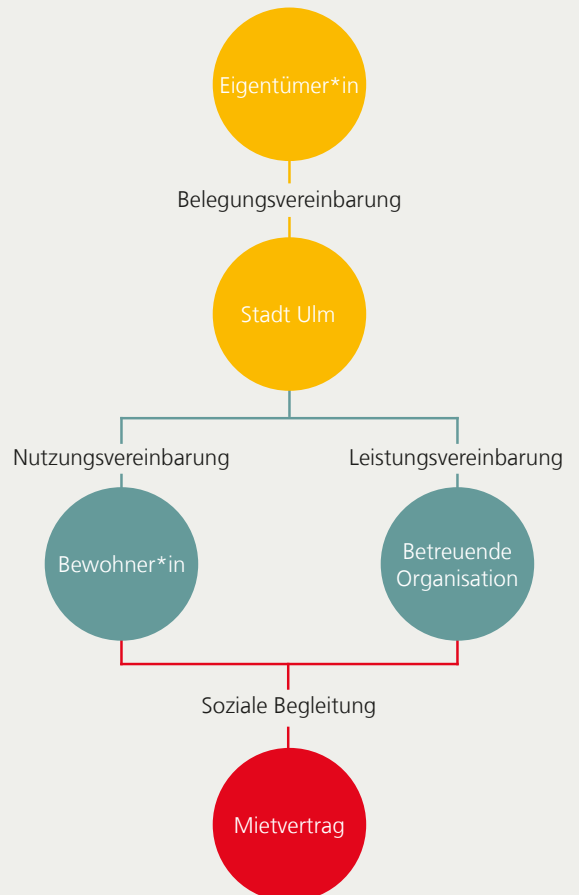 Eigentümer*in
Belegungsvereinbarung
Stadt Ulm
Nutzungsvereinbarung
Leistungsvereinbarung
Bewohner*in
Betreuende
Organisation
Soziale Begleitung
Mietvertrag